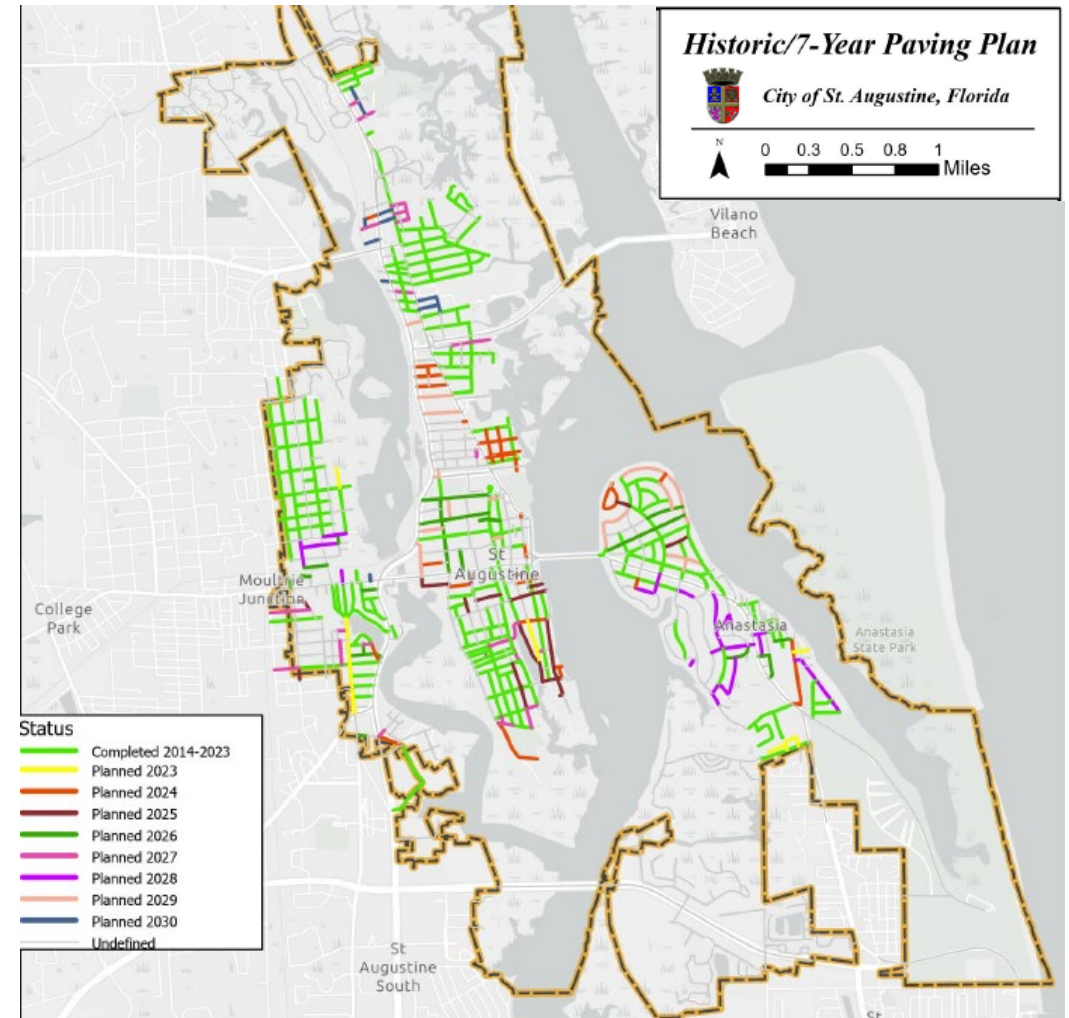 Historic/7-Year Paving Plan
City of St. Augustine, Florida
N
0 0.3 0.5 0.8 1
Miles
Vilano
Beach
St
Augustine
Moultrie
Junction
College
Park
Anastasia
Anastasia
State Park
Status
Completed 2014-2023
Planned 2023
Planned 2024
Planned 2025
Planned 2026
Planned 2027
Planned 2028
Planned 2029
Planned 2030
Undefined
St
Augustine
South
St